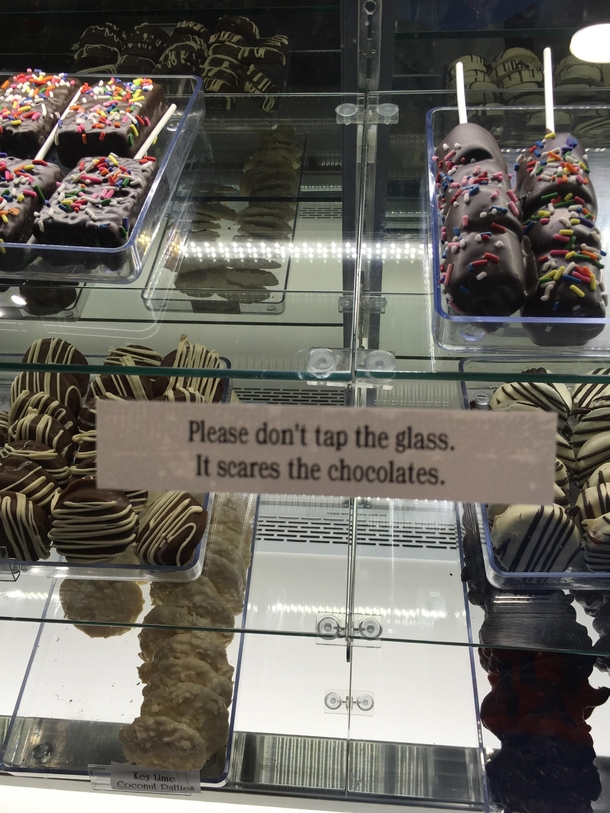 Please don't tap the glass.
It scares the chocolates.
Key Lime
Coconut Patties